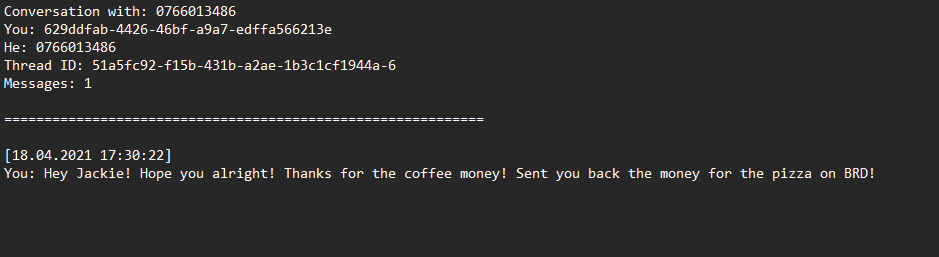 Conversation with: 0766013486
You: 629ddfab-4426-46bf-a9a7-edffa566213e
He: 0766013486
Thread ID: 51a5fc92-f15b-431b-a2ae-1b3c1cf1944a-6
Messages: 1
============================================================
[18.04.2021 17:30:22]
You: Hey Jackie! Hope you alright! Thanks for the coffee money! Sent you back the money for the pizza on BRD!